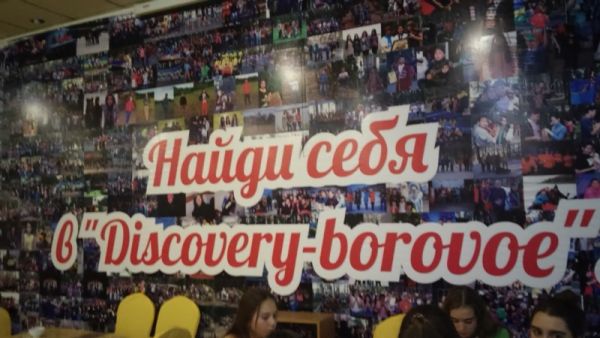 Найди себя
в "Discovery-borovoe"